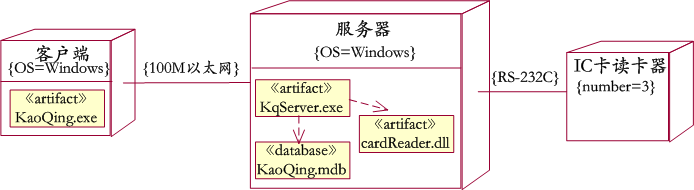 客户端
{OS=Windows}
«artifact»
KaoQing.exe
{100M以太网}
服务器
{OS=Windows}
«artifact»
KqServer.exe
«artifact»
cardReader.dll
«database»
KaoQing.mdb
{RS-232C}
IC卡读卡器
{number=3}